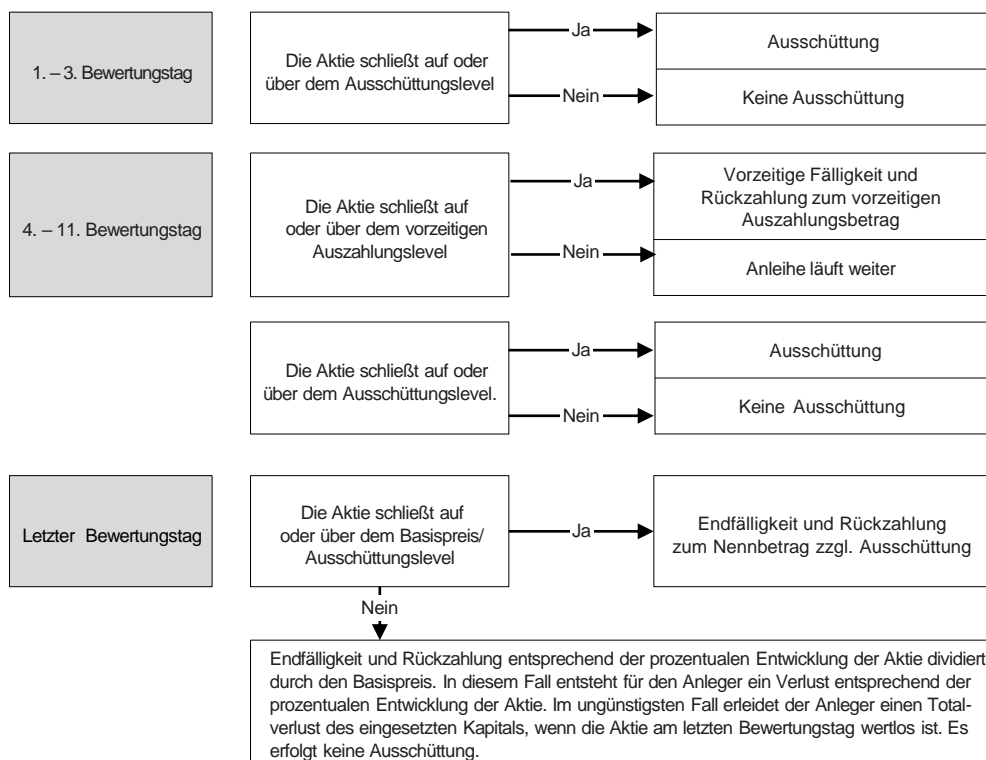 1. – 3. Bewertungstag
Die Aktie schließt auf oder
über dem Ausschüttungslevel
Ja
Ausschüttung
Nein
Keine Ausschüttung
4. – 11. Bewertungstag
Die Aktie schließt auf
oder über dem vorzeitigen
Auszahlungslevel
Ja
Vorzeitige Fälligkeit und
Rückzahlung zum vorzeitigen
Auszahlungsbetrag
Nein
Anleihe läuft weiter
Die Aktie schließt auf oder
über dem Ausschüttungslevel.
Ja
Ausschüttung
Nein
Keine Ausschüttung
Letzter Bewertungstag
Die Aktie schließt auf
oder über dem Basispreis/
Ausschüttungslevel
Ja
Endfälligkeit und Rückzahlung
zum Nennbetrag zzgl. Ausschüttung
Nein
Endfälligkeit und Rückzahlung entsprechend der prozentualen Entwicklung der Aktie dividiert
durch den Basispreis. In diesem Fall entsteht für den Anleger ein Verlust entsprechend der
prozentualen Entwicklung der Aktie. Im ungünstigsten Fall erleidet der Anleger einen Total-
verlust des eingesetzten Kapitals, wenn die Aktie am letzten Bewertungstag wertlos ist. Es
erfolgt keine Ausschüttung.